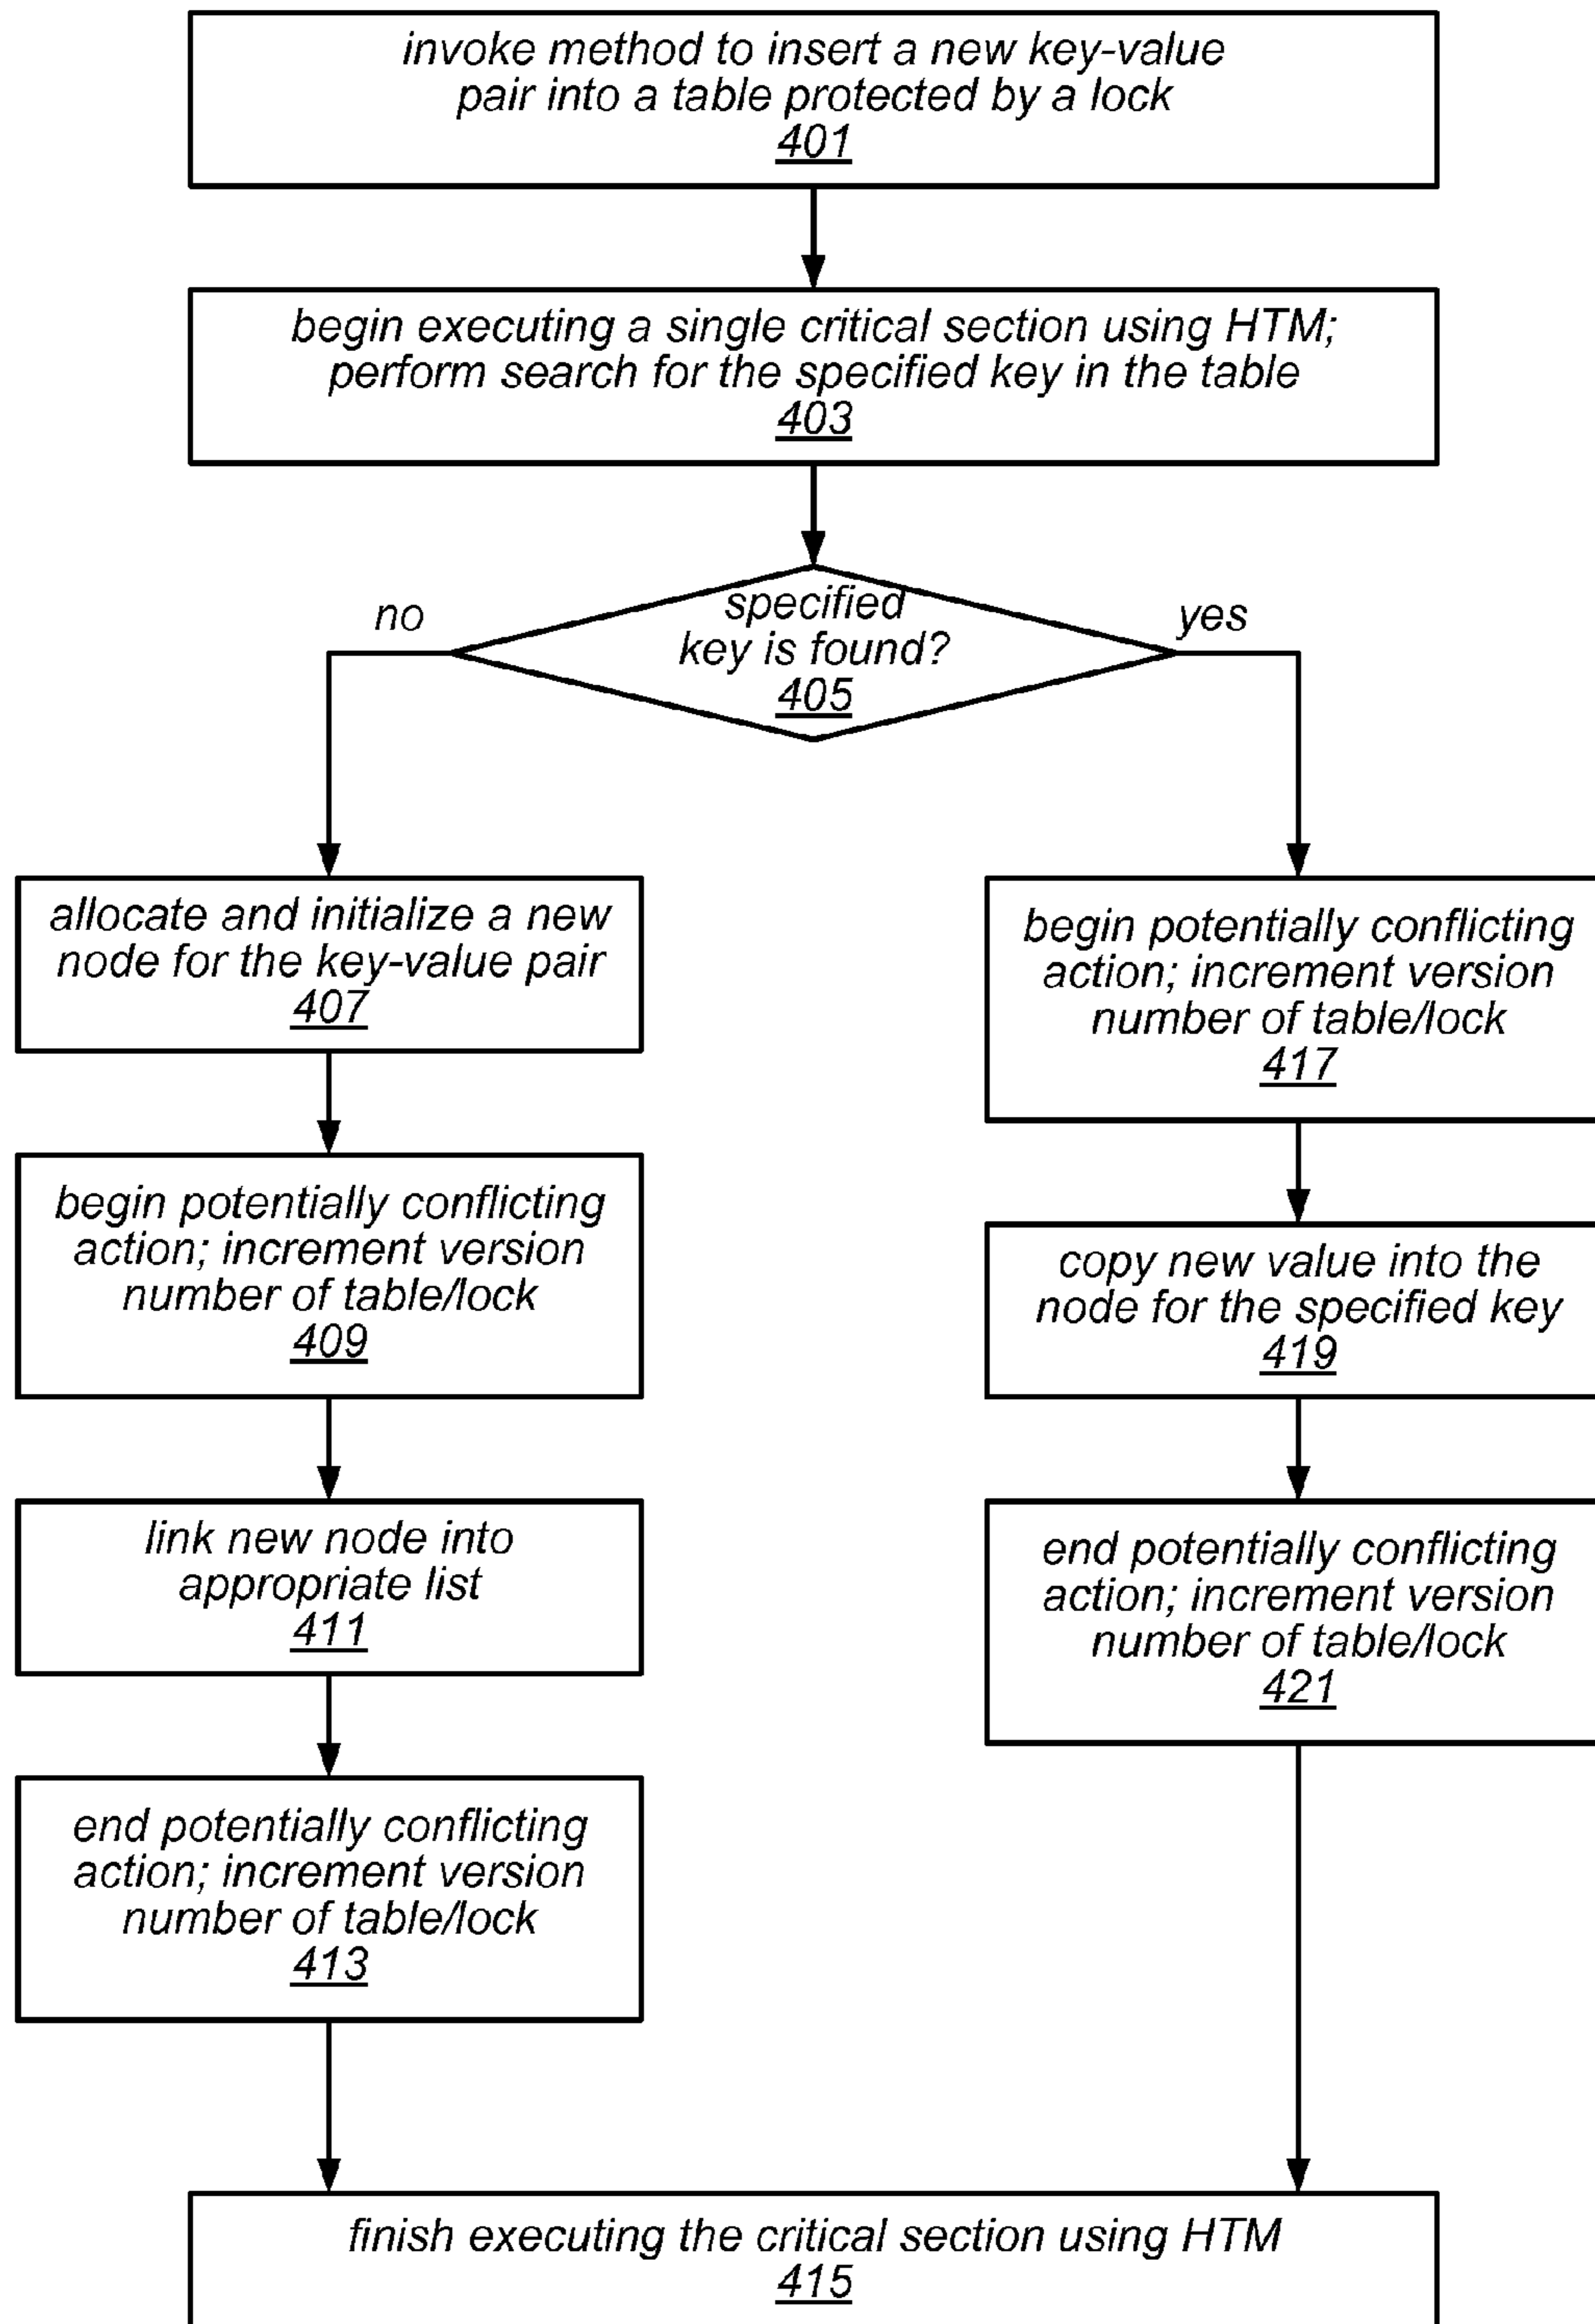 invoke method to insert a new key-value
pair into a table protected by a lock
401
begin executing a single critical section using HTM;
perform search for the specified key in the table
403
no
specified
key is found?
405
yes
allocate and initialize a new
node for the key-value pair
407
begin potentially conflicting
action; increment version
number of table/lock
409
link new node into
appropriate list
411
end potentially conflicting
action; increment version
number of table/lock
413
begin potentially conflicting
action; increment version
number of table/lock
417
copy new value into the
node for the specified key
419
end potentially conflicting
action; increment version
number of table/lock
421
finish executing the critical section using HTM
415